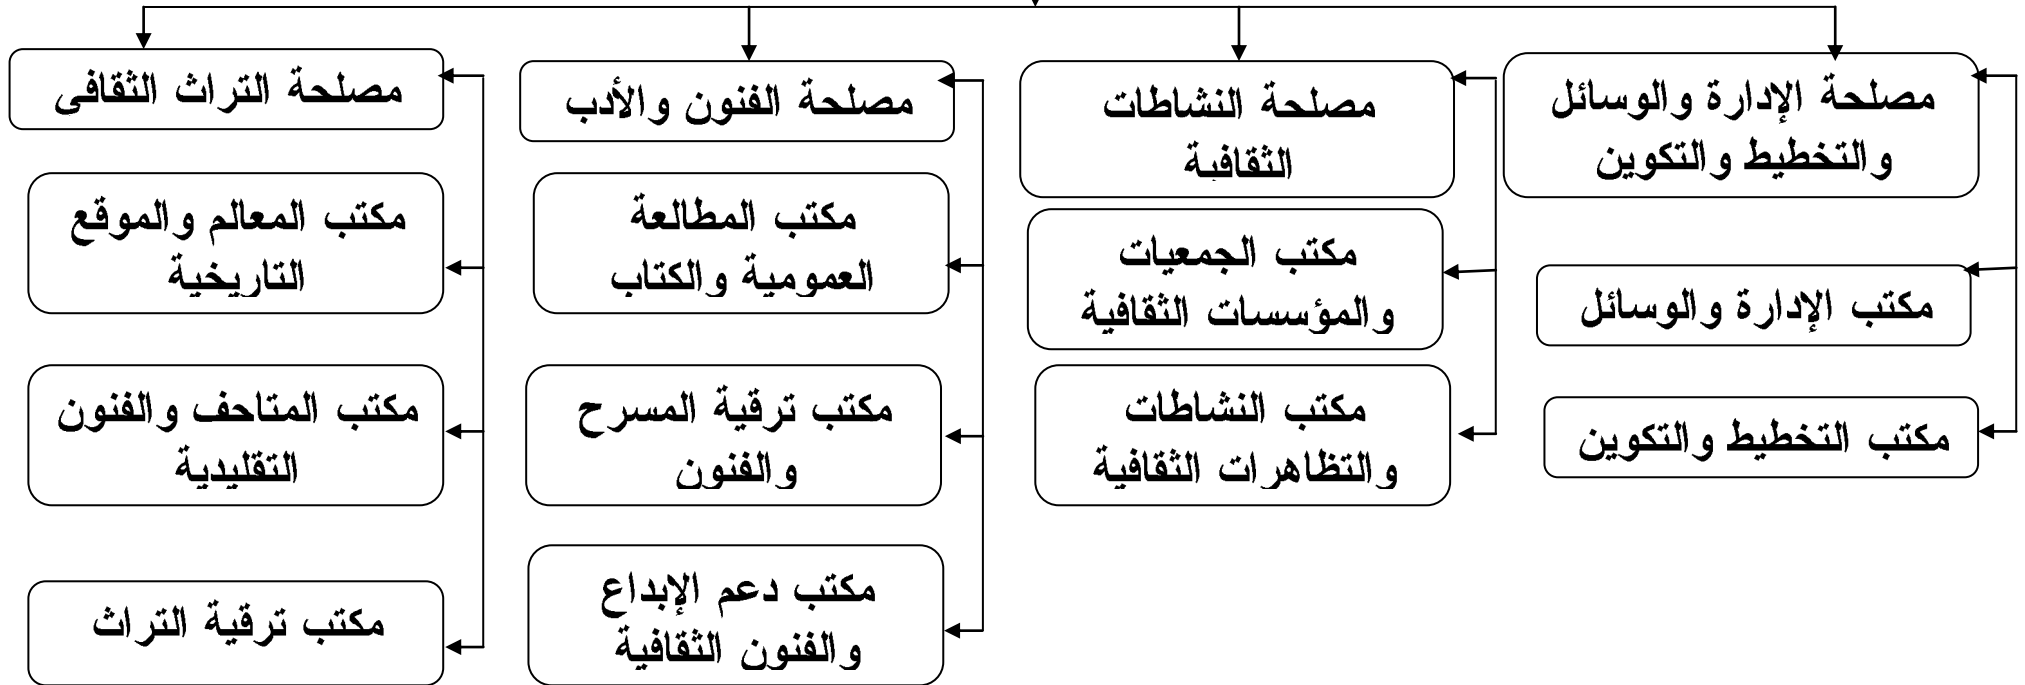 مصلحة الإدارة والوسائل
والتخطيط والتكوين
مكتب الإدارة والوسائل
مكتب التخطيط والتكوين
مصلحة النشاطات
الثقافية
مكتب الجمعيات
والمؤسسات الثقافية
مكتب النشاطات
والتظاهرات الثقافية
مصلحة الفنون والأدب
مكتب المطالعة
العمومية والكتاب
مكتب ترقية المسرح
والفنون
مكتب دعم الإبداع
والفنون الثقافية
مصلحة التراث الثقافي
مكتب المعالم والموقع
التاريخية
مكتب المتاحف والفنون
التقليدية
مكتب ترقية التراث